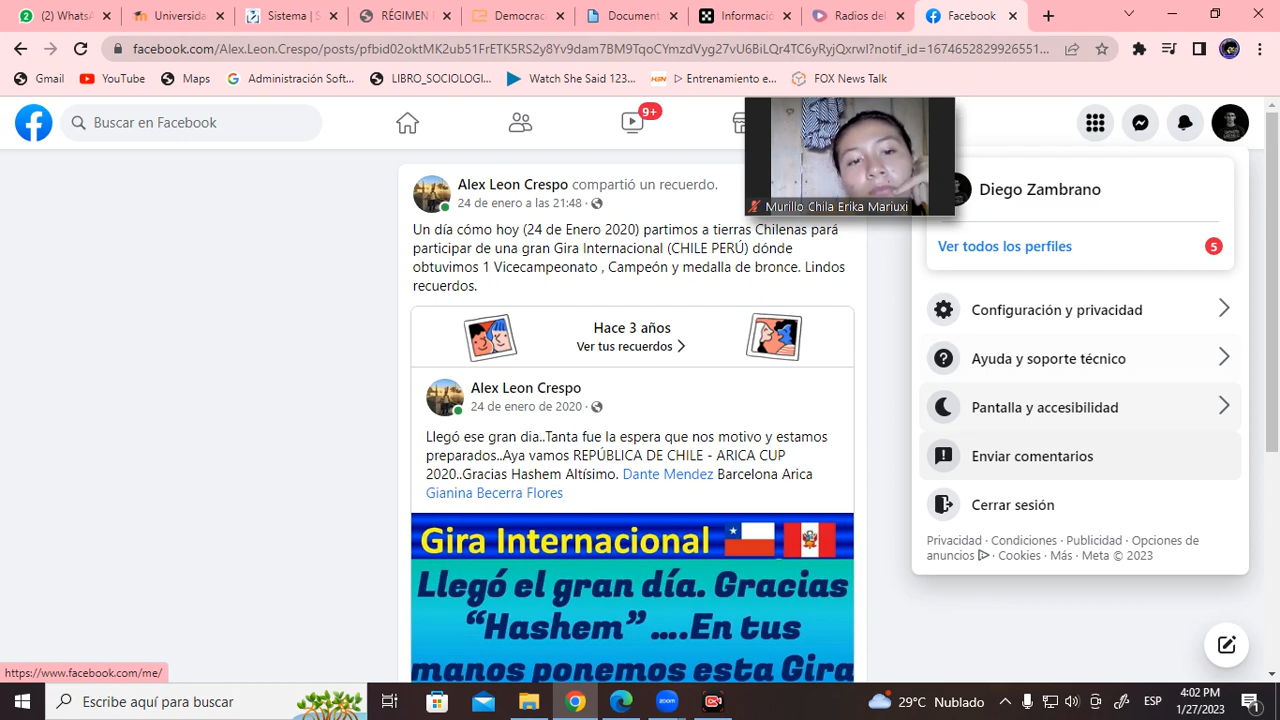 (2) WhatsA
Universida
Sistema | S
RÉGIMEN
Democrac
Document
Informació
Radios del
Facebook
facebook.com/Alex.Leon.Crespo/posts/pfbid02oktMK2ub51FrETK5RS2y8Yv9dam7BM9TqoCYmzdVyg27vU6BiLQr4TC6yRyjQxrwl?notif_id=1674652829926551...
Gmail
YouTube
Maps
Administración Soft...
LIBRO_SOCIOLOGI...
Watch She Said 123...
▷ Entrenamiento e...
FOX News Talk
Buscar en Facebook
9+
Alex Leon Crespo compartió un recuerdo.
24 de enero a las 21:48
Un día cómo hoy (24 de Enero 2020) partimos a tierras Chilenas pará
participar de una gran Gira Internacional (CHILE PERÚ) dónde
obtuvimos 1 Vicecampeonato , Campeón y medalla de bronce. Lindos
recuerdos.
Hace 3 años
Ver tus recuerdos
Alex Leon Crespo
24 de enero de 2020
Llegó ese gran dia..Tanta fue la espera que nos motivo y estamos
preparados..Aya vamos REPÚBLICA DE CHILE - ARICA CUP
2020..Gracias Hashem Altísimo. Dante Mendez Barcelona Arica
Gianina Becerra Flores
Gira Internacional
Llegó el gran día. Gracias
“Hashem” ....En tus
manos ponemos esta Gira
Murillo Chila Erika Mariuxi
Diego Zambrano
Ver todos los perfiles
5
Configuración y privacidad
Ayuda y soporte técnico
Pantalla y accesibilidad
Enviar comentarios
Cerrar sesión
Privacidad · Condiciones · Publicidad · Opciones de
anuncios · Cookies · Más · Meta © 2023
https://www.facebook.com/me/
Escribe aquí para buscar
zoom
29°C Nublado
ESP
4:02 PM
1/27/2023
1